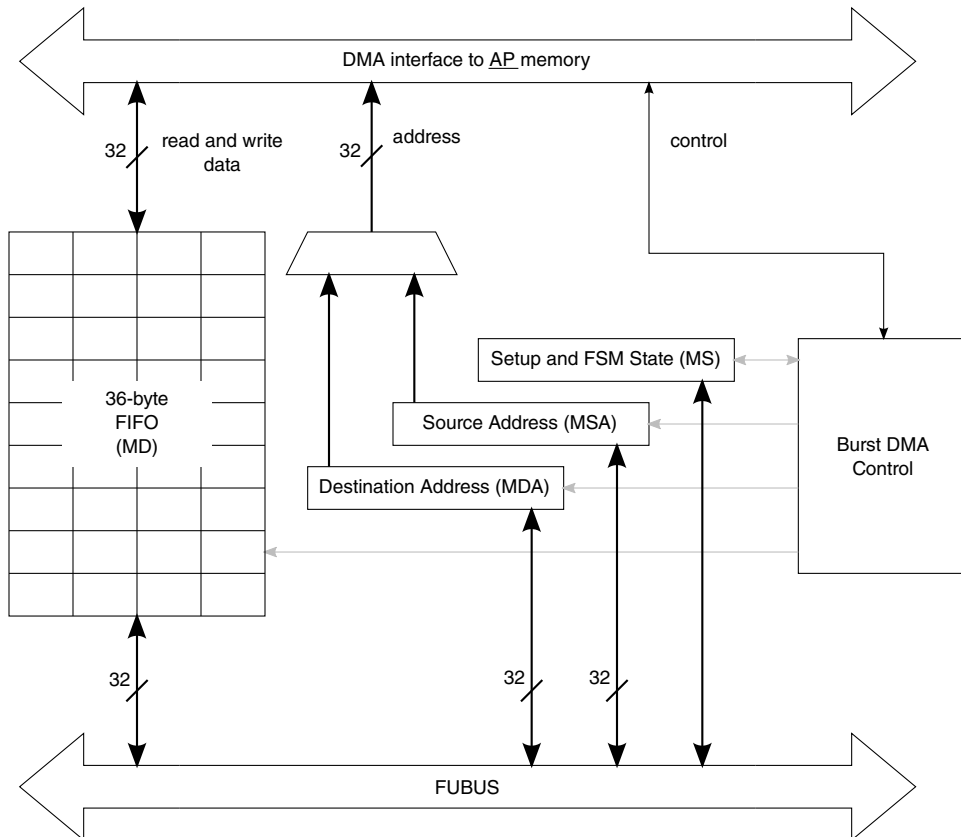 DMA interface to AP memory
32
read and write
data
32
address
control
Setup and FSM State (MS)
36-byte
FIFO
(MD)
Source Address (MSA)
Burst DMA
Control
Destination Address (MDA)
32
32
32
FUBUS